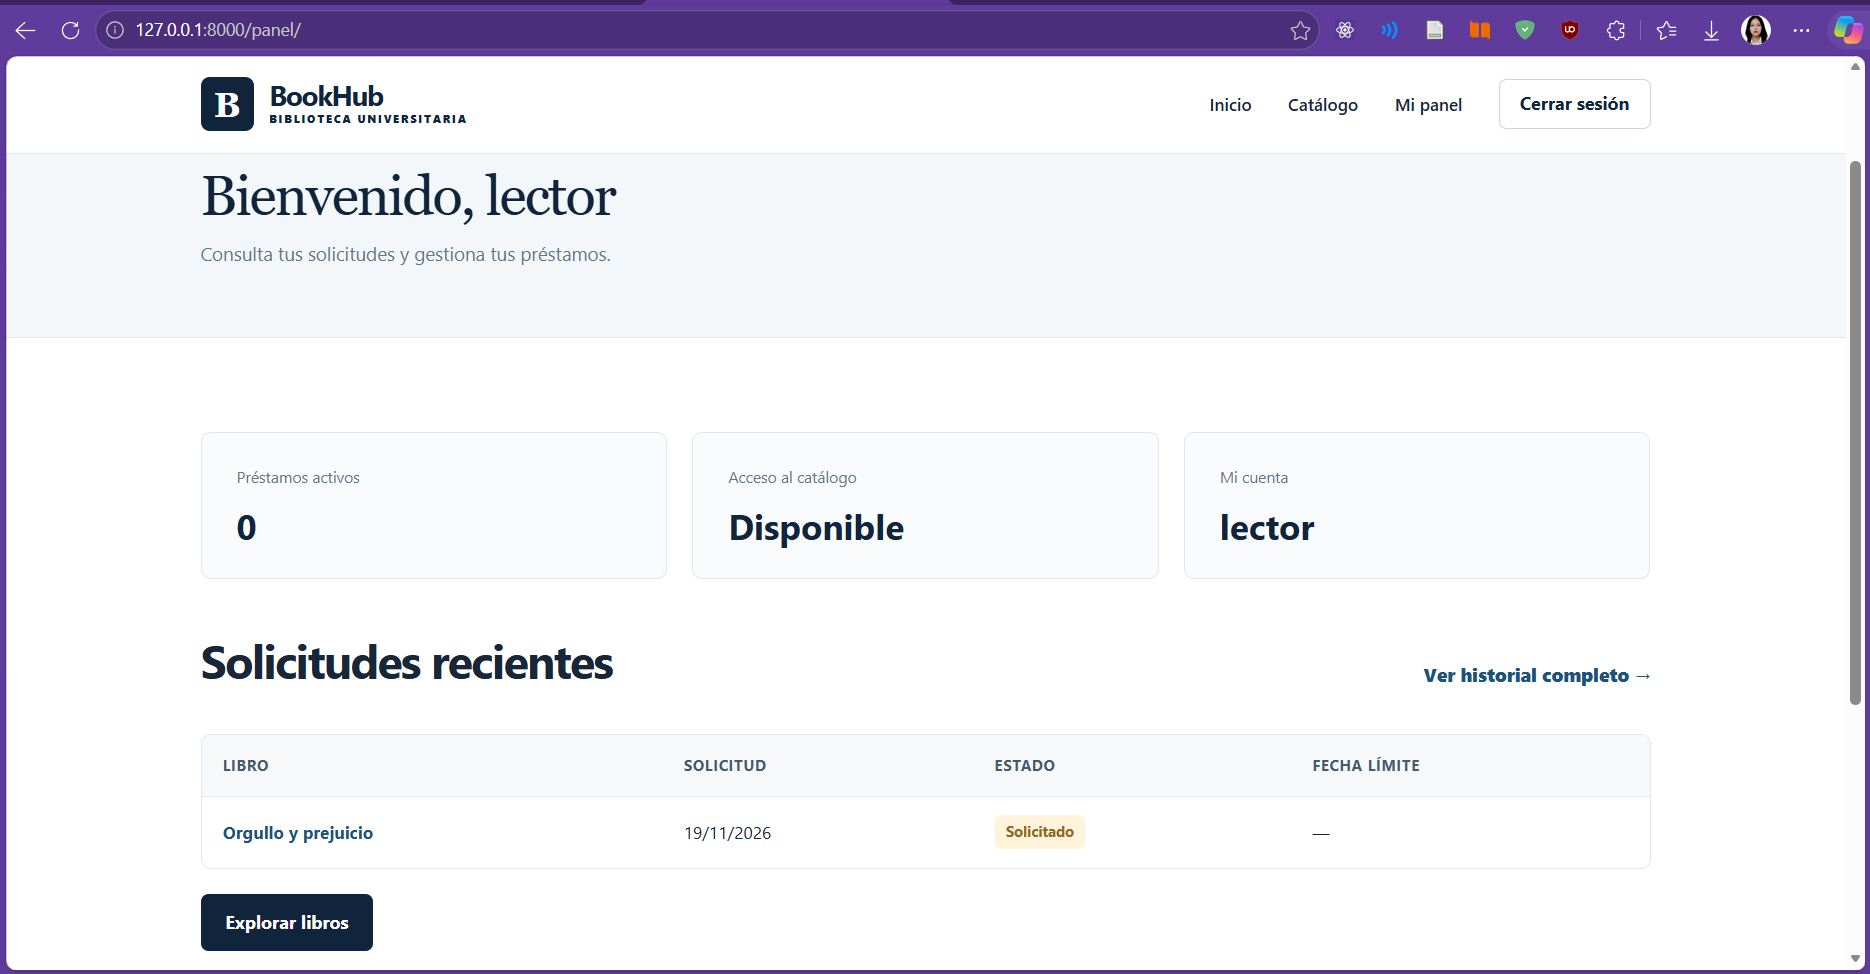 127.0.0.1:8000/panel/
B
BookHub
BIBLIOTECA UNIVERSITARIA
Inicio
Catálogo
Mi panel
Cerrar sesión
Bienvenido, lector
Consulta tus solicitudes y gestiona tus préstamos.
Préstamos activos
0
Acceso al catálogo
Disponible
Mi cuenta
lector
Solicitudes recientes
Ver historial completo →
LIBRO SOLICITUD ESTADO FECHA LÍMITE
Orgullo y prejuicio 19/11/2026 Solicitado —
Explorar libros